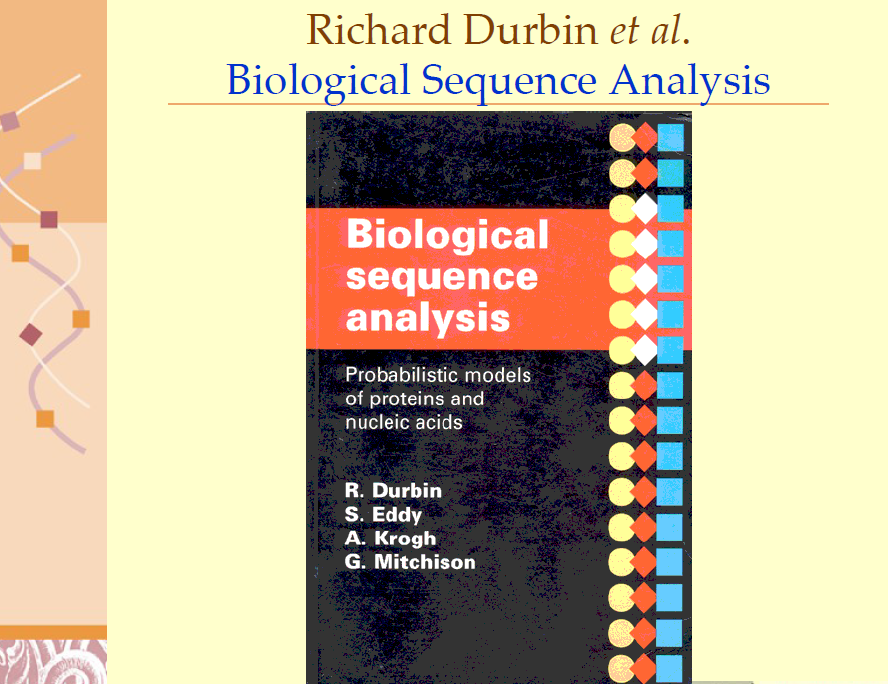 Richard Durbin et al.
Biological Sequence Analysis
Biological
sequence
analysis
Probabilistic models
of proteins and
nucleic acids
R. Durbin
S. Eddy
A. Krogh
G. Mitchison